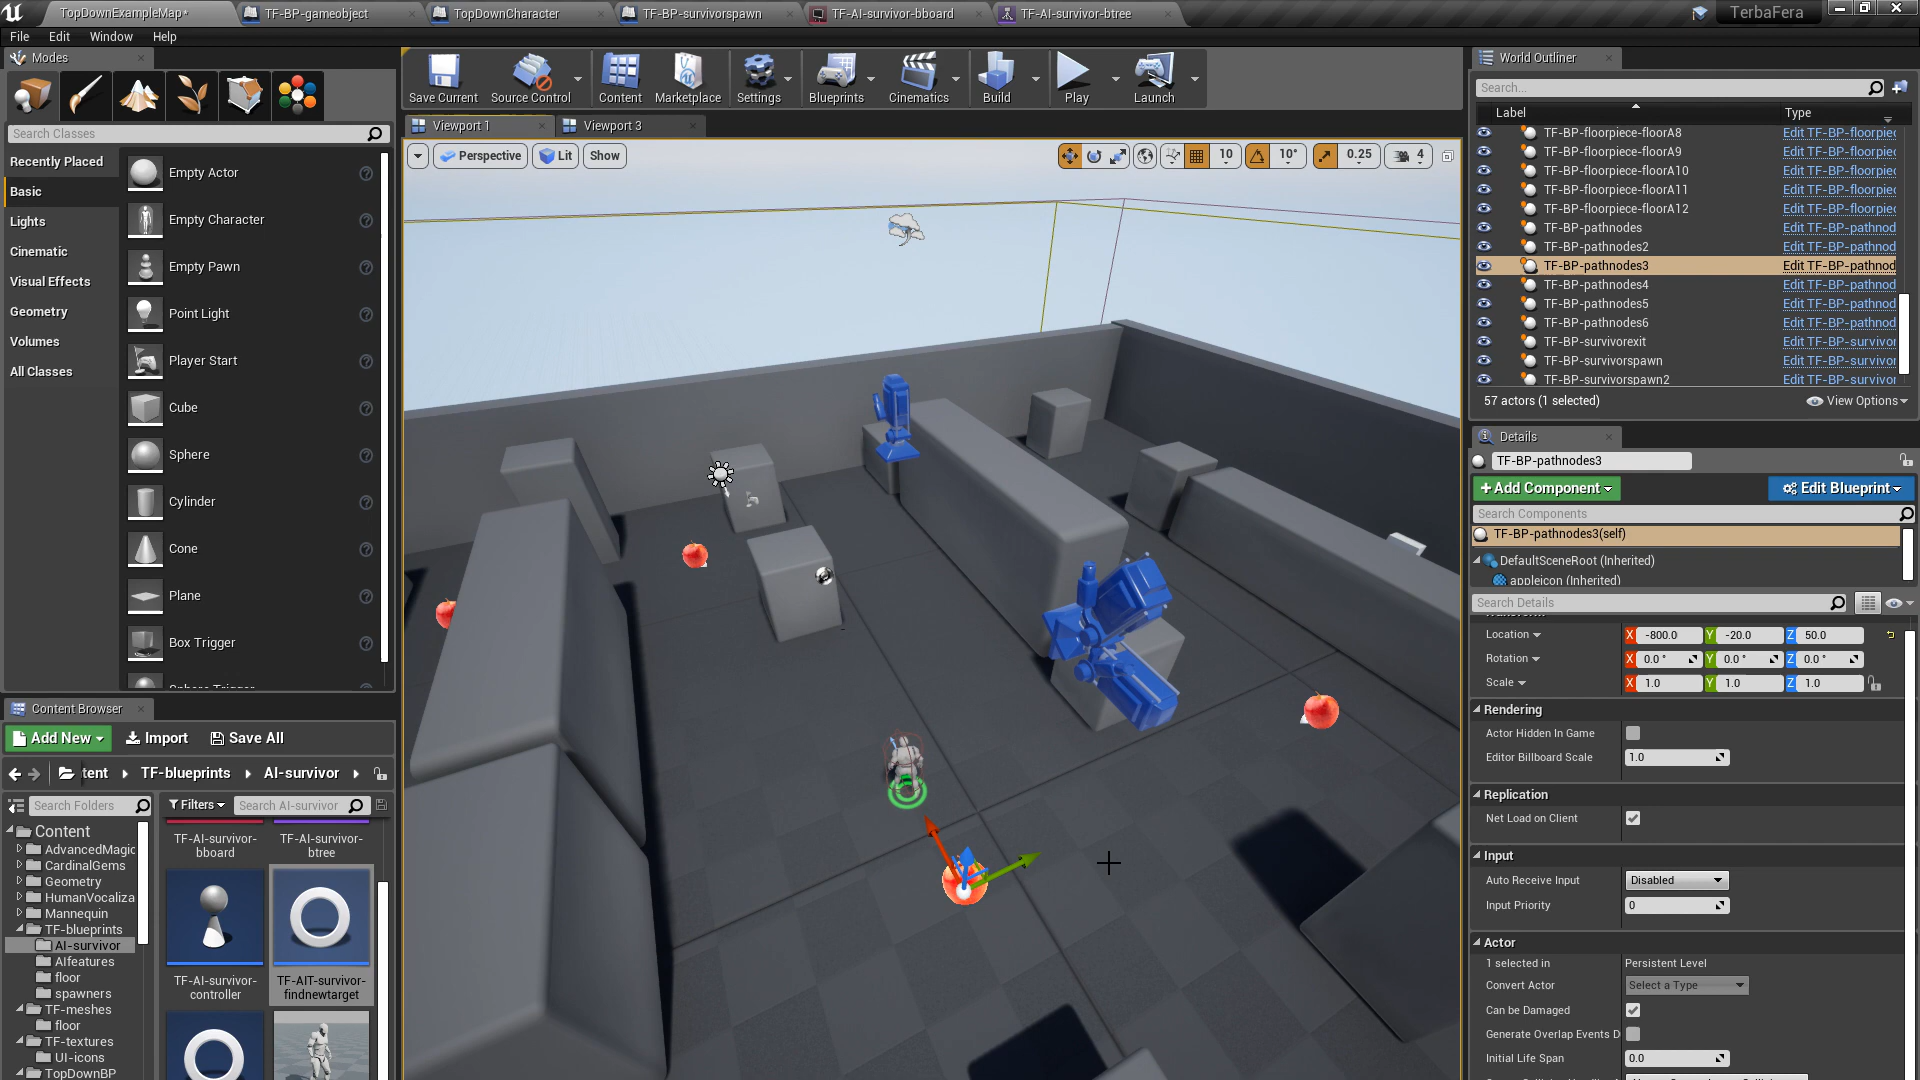 TopDownExampleMap*
TF-BP-gameobject
TopDownCharacter
TF-BP-survivorspawn
TF-AI-survivor-bboard
TF-AI-survivor-btree
TerbaFera
File Edit Window Help
Modes
Save Current
Source Control
Content
Marketplace
Settings
Blueprints
Cinematics
Build
Play
Launch
Search Classes
Recently Placed
Basic
Lights
Cinematic
Visual Effects
Geometry
Volumes
All Classes
Empty Actor
Empty Character
Empty Pawn
Point Light
Player Start
Cube
Sphere
Cylinder
Cone
Plane
Box Trigger
Viewport 1
Viewport 3
Perspective
Lit
Show
10
10°
0.25
4
World Outliner
Search...
Label
Type
TF-BP-floorpiece-floorA8 Edit TF-BP-floorpiec
TF-BP-floorpiece-floorA9 Edit TF-BP-floorpiec
TF-BP-floorpiece-floorA10 Edit TF-BP-floorpiec
TF-BP-floorpiece-floorA11 Edit TF-BP-floorpiec
TF-BP-floorpiece-floorA12 Edit TF-BP-floorpiec
TF-BP-pathnodes Edit TF-BP-pathnod
TF-BP-pathnodes2 Edit TF-BP-pathnod
TF-BP-pathnodes3 Edit TF-BP-pathnod
TF-BP-pathnodes4 Edit TF-BP-pathnod
TF-BP-pathnodes5 Edit TF-BP-pathnod
TF-BP-pathnodes6 Edit TF-BP-pathnod
TF-BP-survivorexit Edit TF-BP-survivor
TF-BP-survivorspawn Edit TF-BP-survivor
TF-BP-survivorspawn2 Edit TF-BP-survivor
57 actors (1 selected)
View Options
Details
TF-BP-pathnodes3
+Add Component
Edit Blueprint
Search Components
TF-BP-pathnodes3(self)
DefaultSceneRoot (Inherited)
appleicon (Inherited)
Search Details
Location X -800.0 Y -20.0 Z 50.0
Rotation X 0.0 ° Y 0.0 ° Z 0.0 °
Scale X 1.0 Y 1.0 Z 1.0
Rendering
Actor Hidden In Game
Editor Billboard Scale 1.0
Replication
Net Load on Client
Input
Auto Receive Input Disabled
Input Priority 0
Actor
1 selected in Persistent Level
Convert Actor Select a Type
Can be Damaged
Generate Overlap Events D
Initial Life Span 0.0
Content Browser
Add New
Import
Save All
tent
TF-blueprints
AI-survivor
Search Folders
Filters
Search AI-survivor
Content
AdvancedMagic
CardinalGems
Geometry
HumanVocaliza
Mannequin
TF-blueprints
AI-survivor
AIfeatures
floor
spawners
TF-meshes
floor
TF-textures
UI-icons
TopDownBP
TF-AI-survivor-
bboard
TF-AI-survivor-
btree
TF-AI-survivor-
controller
TF-AIT-survivor-
findnewtarget